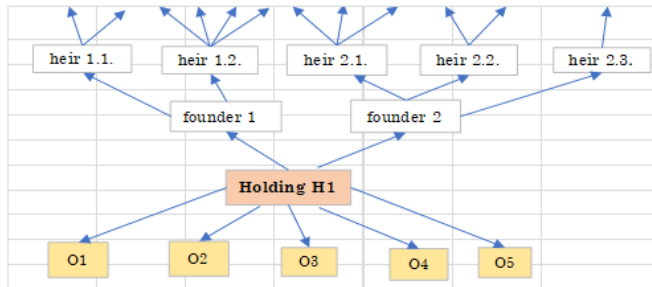 heir 1.1.
heir 1.2.
heir 2.1.
heir 2.2.
heir 2.3.
founder 1
founder 2
Holding H1
O1
O2
O3
O4
O5